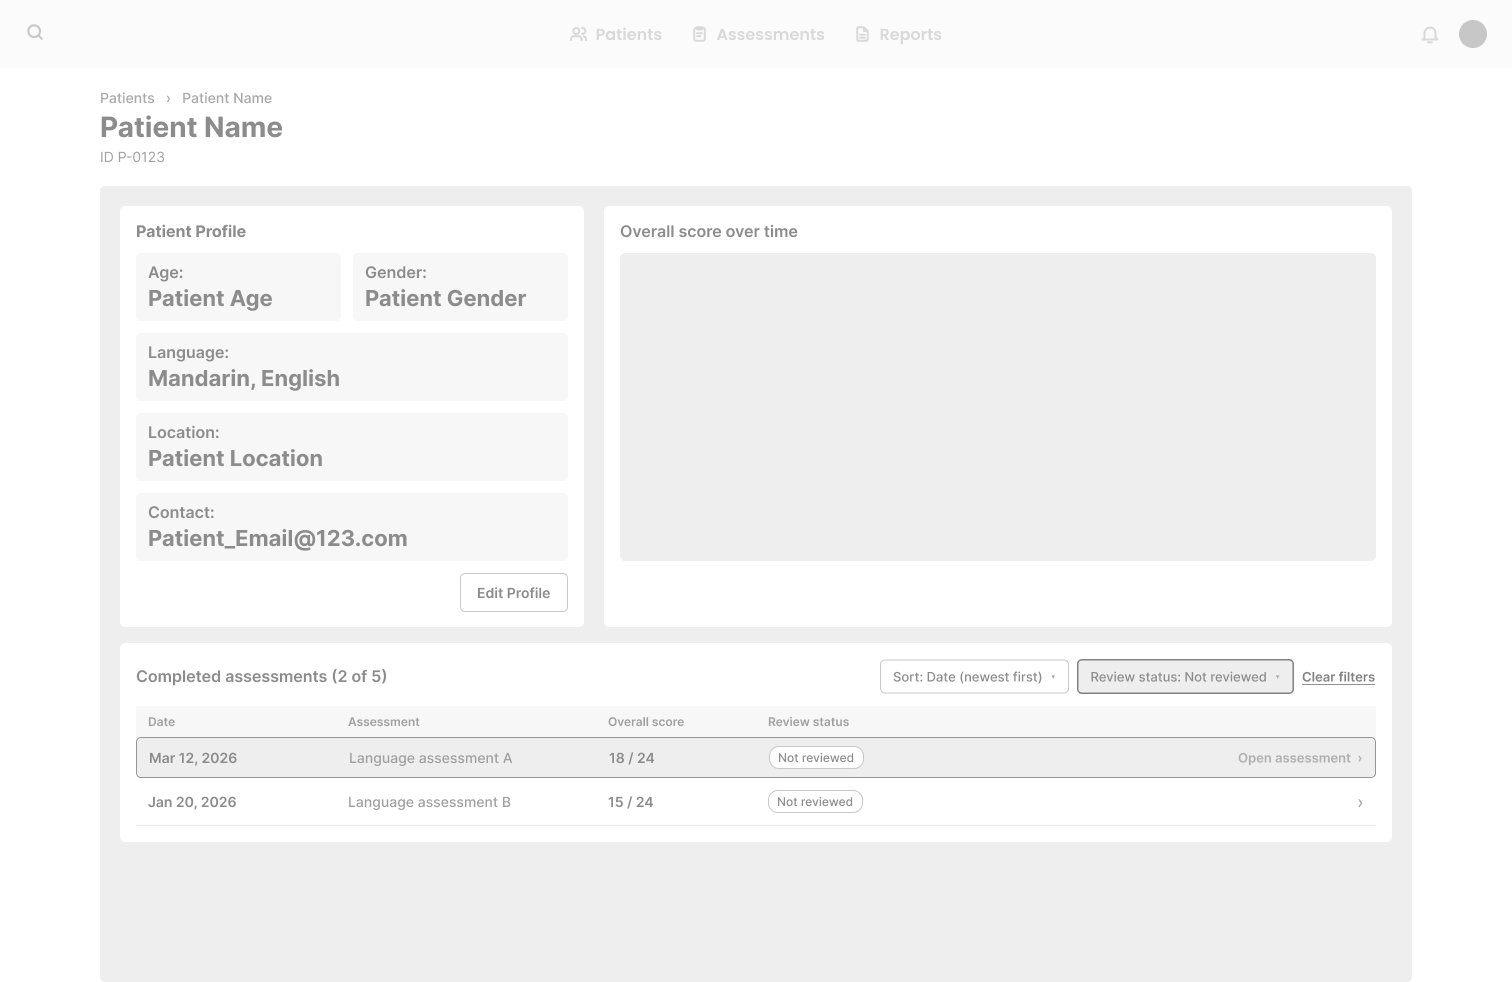 Patients Assessments Reports
Patients › Patient Name
Patient Name
ID P-0123
Patient Profile
Age:
Patient Age
Gender:
Patient Gender
Language:
Mandarin, English
Location:
Patient Location
Contact:
Patient_Email@123.com
Edit Profile
Overall score over time
Completed assessments (2 of 5)
Sort: Date (newest first)
Review status: Not reviewed
Clear filters
Date Assessment Overall score Review status
Mar 12, 2026 Language assessment A 18 / 24 Not reviewed Open assessment ›
Jan 20, 2026 Language assessment B 15 / 24 Not reviewed ›